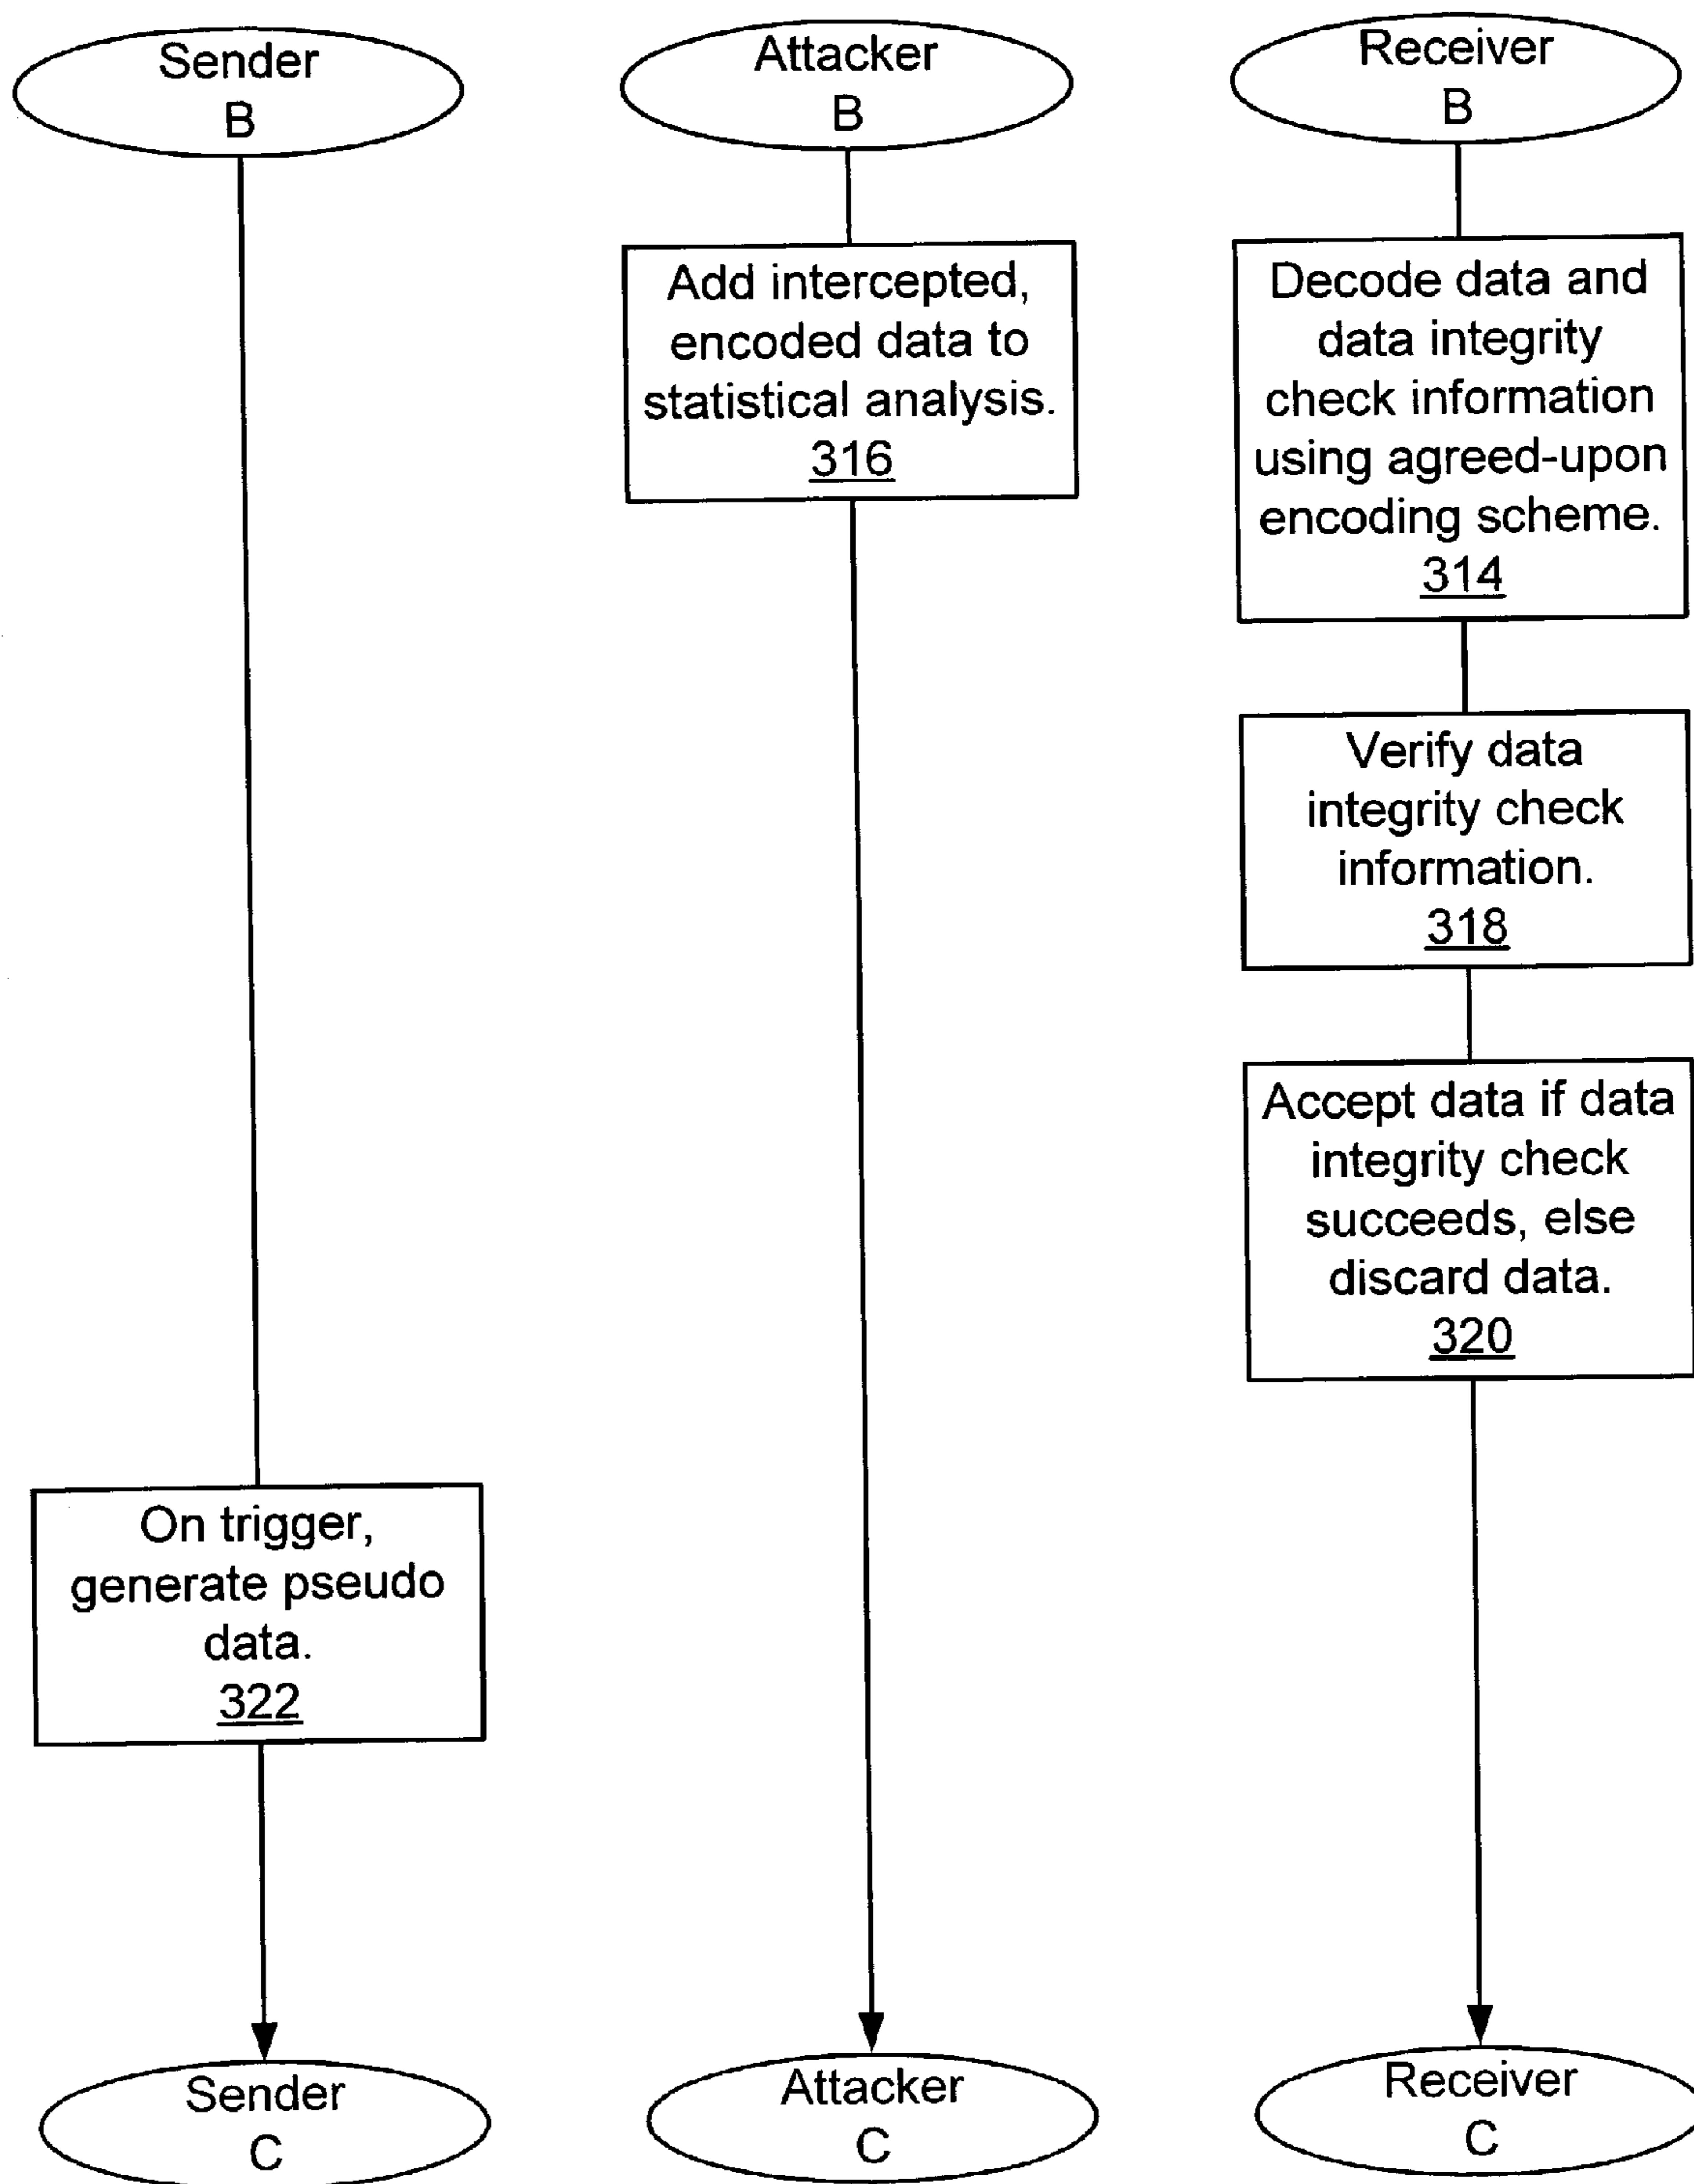 Sender
B
Attacker
B
Receiver
B
Add intercepted,
encoded data to
statistical analysis.
316
Decode data and
data integrity
check information
using agreed-upon
encoding scheme.
314
Verify data
integrity check
information.
318
Accept data if data
integrity check
succeeds, else
discard data.
320
On trigger,
generate pseudo
data.
322
Sender
C
Attacker
C
Receiver
C